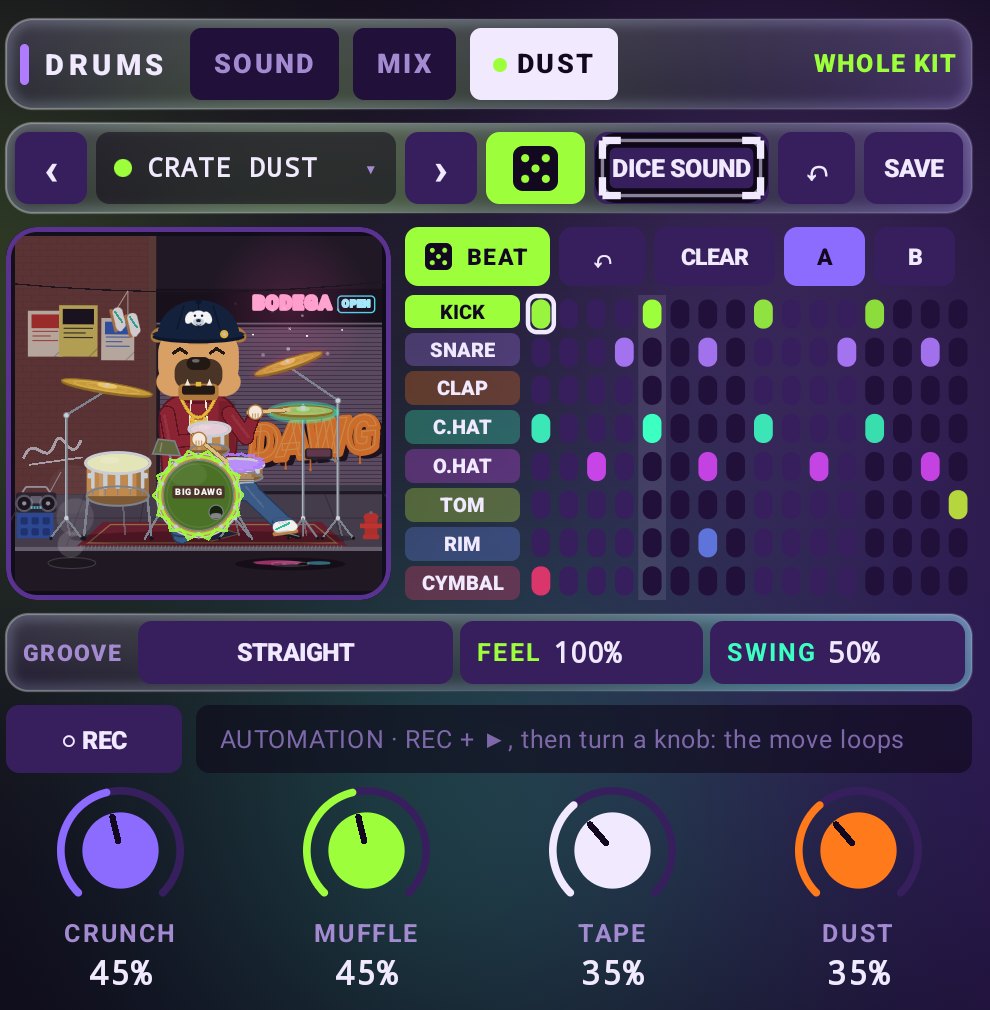 DRUMS SOUND MIX DUST WHOLE KIT
‹ CRATE DUST ▾ › DICE SOUND ⤺ SAVE
BEAT ⤺ CLEAR A B
BODEGA OPEN
DAWG
BIG DAWG
KICK
SNARE
CLAP
C.HAT
O.HAT
TOM
RIM
CYMBAL
GROOVE STRAIGHT FEEL 100% SWING 50%
REC AUTOMATION · REC + ►, then turn a knob: the move loops
CRUNCH MUFFLE TAPE DUST
45% 45% 35% 35%